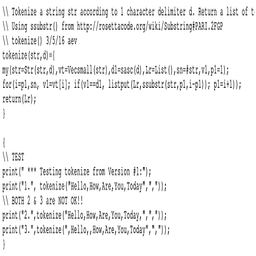 \\ Tokenize a string str according to 1 character delimiter d. Return a list of t
\\ Using ssubstr() from http://rosettacode.org/wiki/Substring#PARI.2FGP
\\ tokenize() 3/5/16 aev
tokenize(str,d)={
my(str=Str(str,d),vt=Vecsmall(str),d1=sasc(d),Lr=List(),sn=#str,v1,p1=1);
for(i=p1,sn, v1=vt[i]; if(v1==d1, listput(Lr,ssubstr(str,p1,i-p1)); p1=i+1));
return(Lr);
}
{
\\ TEST
print(" *** Testing tokenize from Version #1:");
print("1.", tokenize("Hello,How,Are,You,Today",","));
\\ BOTH 2 & 3 are NOT OK!!
print("2.",tokenize("Hello,How,Are,You,Today,",","));
print("3.",tokenize(",Hello,,How,Are,You,Today",","));
}